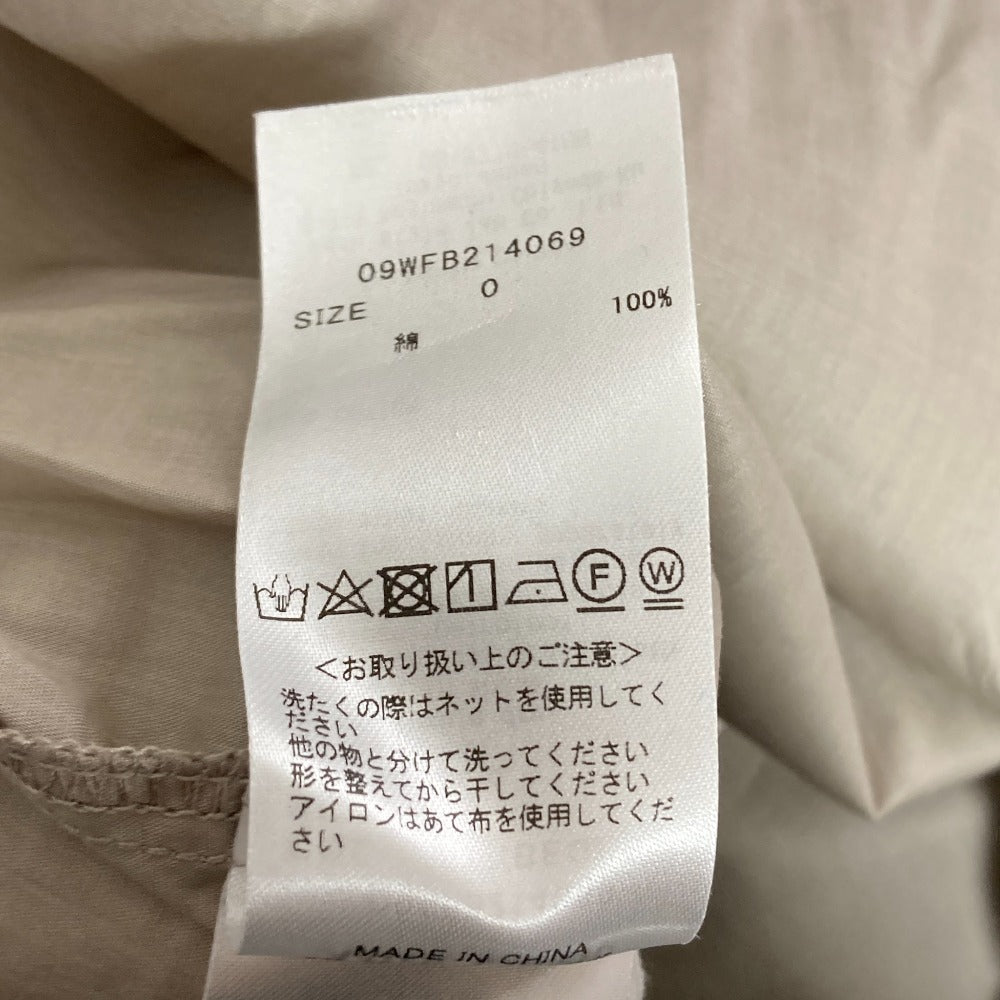 09WFB214069
SIZE 0
綿 100%
F W
<お取り扱い上のご注意>
洗たくの際はネットを使用してく
ださい
他の物と分けて洗ってください
形を整えてから干してください
アイロンはあて布を使用してくだ
さい
MADE IN CHINA